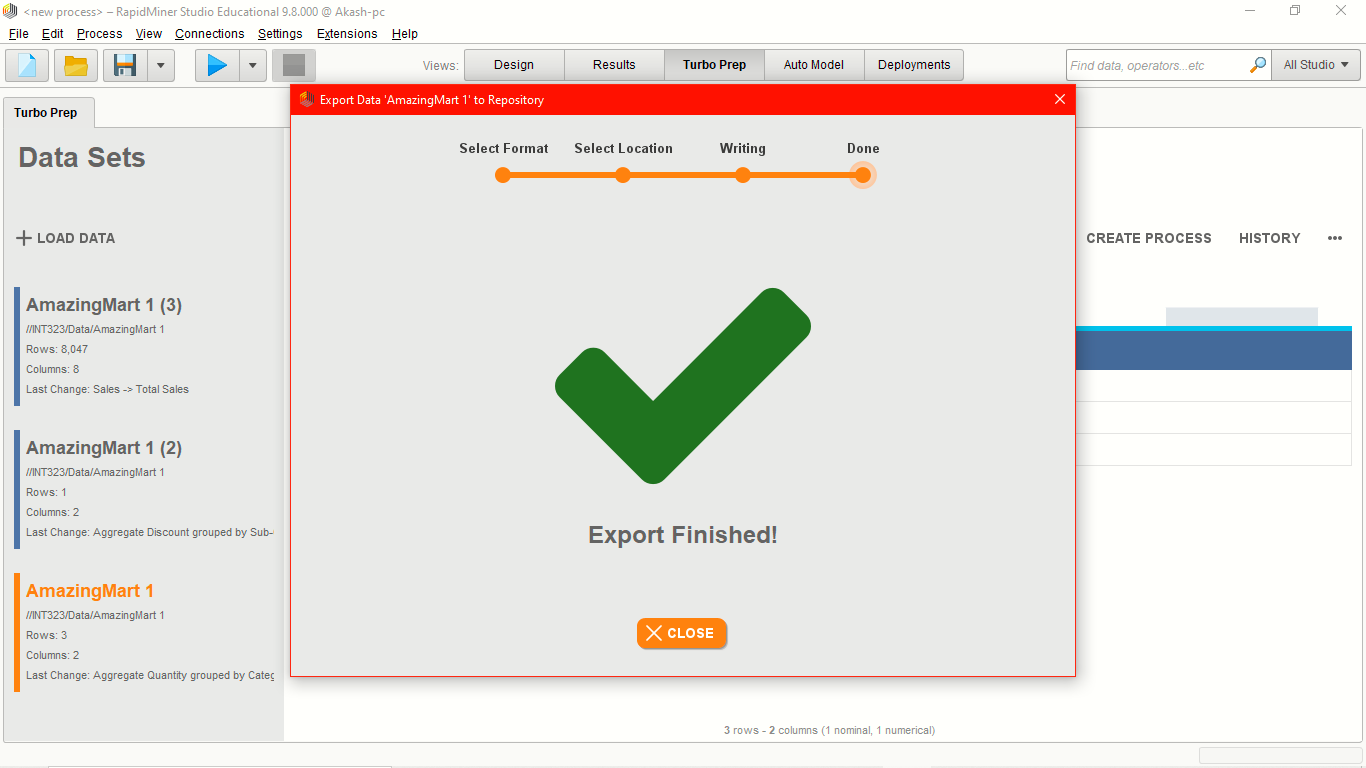 <new process> – RapidMiner Studio Educational 9.8.000 @ Akash-pc
File Edit Process View Connections Settings Extensions Help
Views: Design Results Turbo Prep Auto Model Deployments Find data, operators...etc All Studio
Export Data 'AmazingMart 1' to Repository
Turbo Prep
Select Format Select Location Writing Done
Data Sets
LOAD DATA
CREATE PROCESS HISTORY
AmazingMart 1 (3)
//INT323/Data/AmazingMart 1
Rows: 8,047
Columns: 8
Last Change: Sales -> Total Sales
AmazingMart 1 (2)
//INT323/Data/AmazingMart 1
Rows: 1
Columns: 2
Last Change: Aggregate Discount grouped by Sub-
Export Finished!
AmazingMart 1
//INT323/Data/AmazingMart 1
Rows: 3
Columns: 2
Last Change: Aggregate Quantity grouped by Categ
CLOSE
3 rows - 2 columns (1 nominal, 1 numerical)